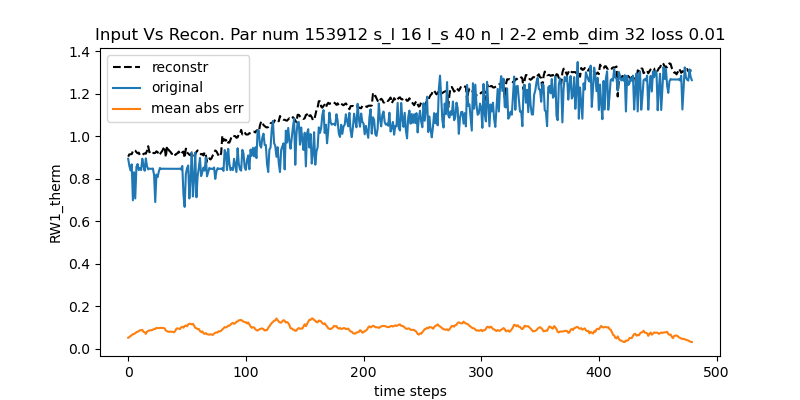 Input Vs Recon. Par num 153912 s_l 16 l_s 40 n_l 2-2 emb_dim 32 loss 0.01
1.4
1.2
1.0
0.8
0.6
0.4
0.2
0.0
RW1_therm
reconstr
original
mean abs err
0 100 200 300 400 500
time steps